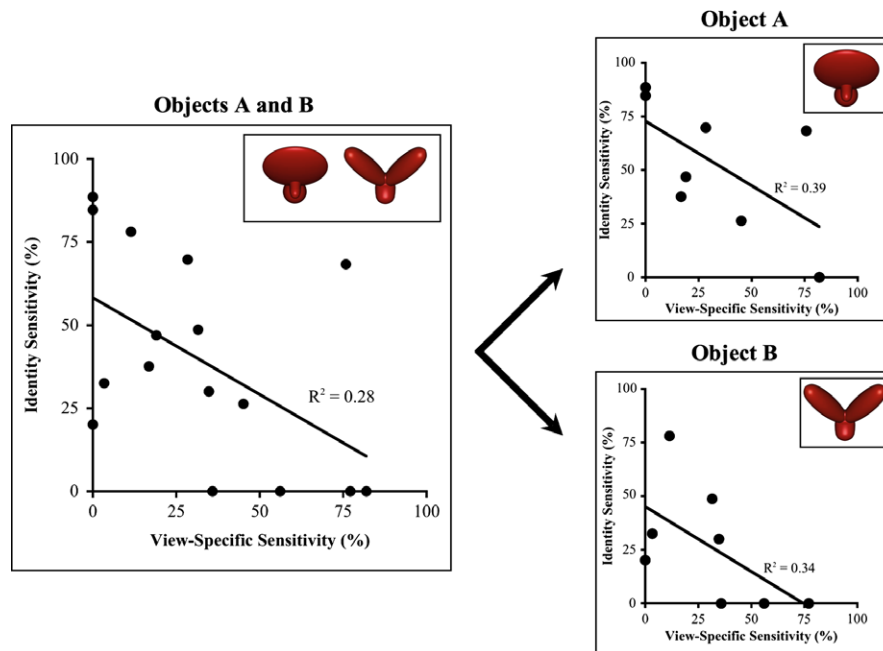 Objects A and B
100
75
50
25
0
Identity Sensitivity (%)
R² = 0.28
0 25 50 75 100
View-Specific Sensitivity (%)
Object A
100
75
50
25
0
Identity Sensitivity (%)
R² = 0.39
0 25 50 75 100
View-Specific Sensitivity (%)
Object B
100
75
50
25
0
Identity Sensitivity (%)
R² = 0.34
0 25 50 75 100
View-Specific Sensitivity (%)